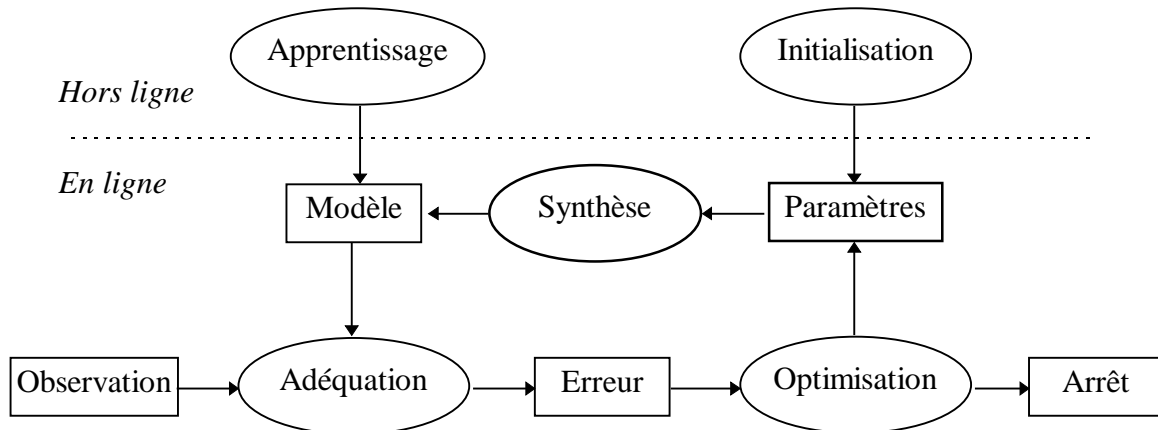 Apprentissage
Initialisation
Hors ligne
En ligne
Modèle
Synthèse
Paramètres
Observation
Adéquation
Erreur
Optimisation
Arrêt